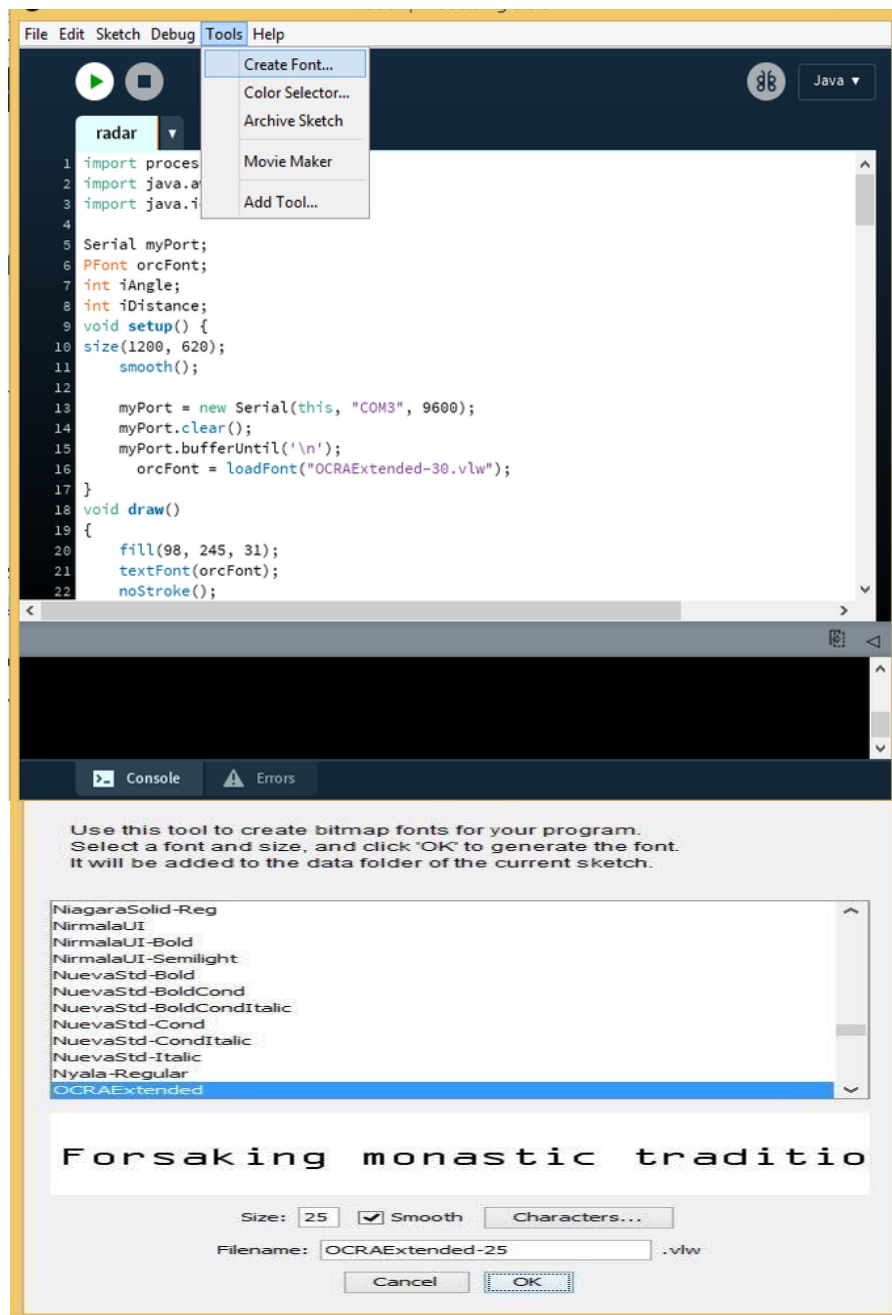 File Edit Sketch Debug Tools Help
Create Font...
Color Selector...
Archive Sketch
Movie Maker
Add Tool...
Java ▾
radar ▾
1 import proces
2 import java.a
3 import java.i
4
5 Serial myPort;
6 PFont orcFont;
7 int iAngle;
8 int iDistance;
9 void setup() {
10 size(1200, 620);
11 smooth();
12
13 myPort = new Serial(this, "COM3", 9600);
14 myPort.clear();
15 myPort.bufferUntil('\n');
16 orcFont = loadFont("OCRAExtended-30.vlw");
17 }
18 void draw()
19 {
20 fill(98, 245, 31);
21 textFont(orcFont);
22 noStroke();
Console Errors
Use this tool to create bitmap fonts for your program.
Select a font and size, and click 'OK' to generate the font.
It will be added to the data folder of the current sketch.
NiagaraSolid-Reg
NirmalaUI
NirmalaUI-Bold
NirmalaUI-Semilight
NuevaStd-Bold
NuevaStd-BoldCond
NuevaStd-BoldCondItalic
NuevaStd-Cond
NuevaStd-CondItalic
NuevaStd-Italic
Nyala-Regular
OCRAExtended
Forsaking monastic traditio
Size: 25 Smooth Characters...
Filename: OCRAExtended-25 .vlw
Cancel OK